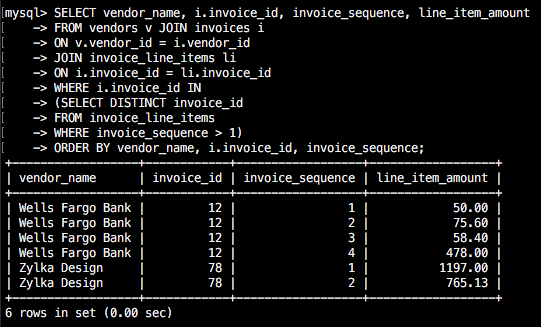 mysql> SELECT vendor_name, i.invoice_id, invoice_sequence, line_item_amount
-> FROM vendors v JOIN invoices i
-> ON v.vendor_id = i.vendor_id
-> JOIN invoice_line_items li
-> ON i.invoice_id = li.invoice_id
-> WHERE i.invoice_id IN
-> (SELECT DISTINCT invoice_id
-> FROM invoice_line_items
-> WHERE invoice_sequence > 1)
-> ORDER BY vendor_name, i.invoice_id, invoice_sequence;
| vendor_name | invoice_id | invoice_sequence | line_item_amount |
| Wells Fargo Bank | 12 | 1 | 50.00 |
| Wells Fargo Bank | 12 | 2 | 75.60 |
| Wells Fargo Bank | 12 | 3 | 58.40 |
| Wells Fargo Bank | 12 | 4 | 478.00 |
| Zylka Design | 78 | 1 | 1197.00 |
| Zylka Design | 78 | 2 | 765.13 |
6 rows in set (0.00 sec)